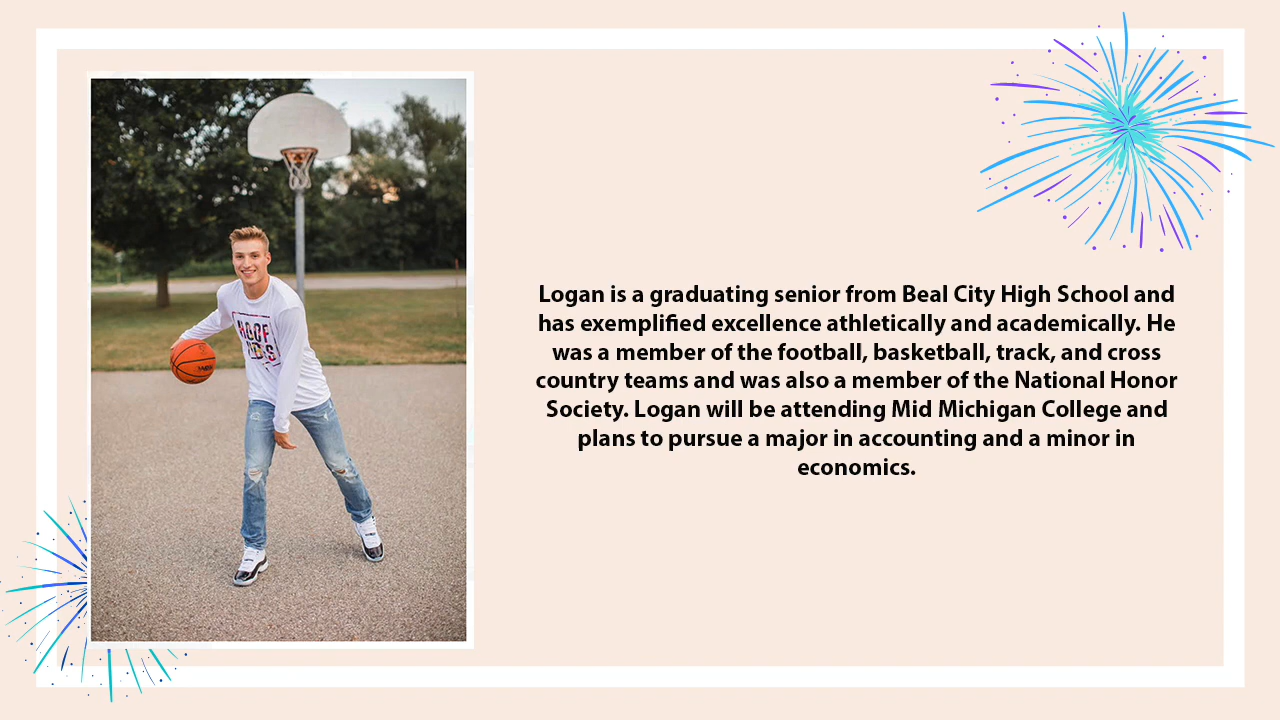 Logan is a graduating senior from Beal City High School and
has exemplified excellence athletically and academically. He
was a member of the football, basketball, track, and cross
country teams and was also a member of the National Honor
Society. Logan will be attending Mid Michigan College and
plans to pursue a major in accounting and a minor in
economics.